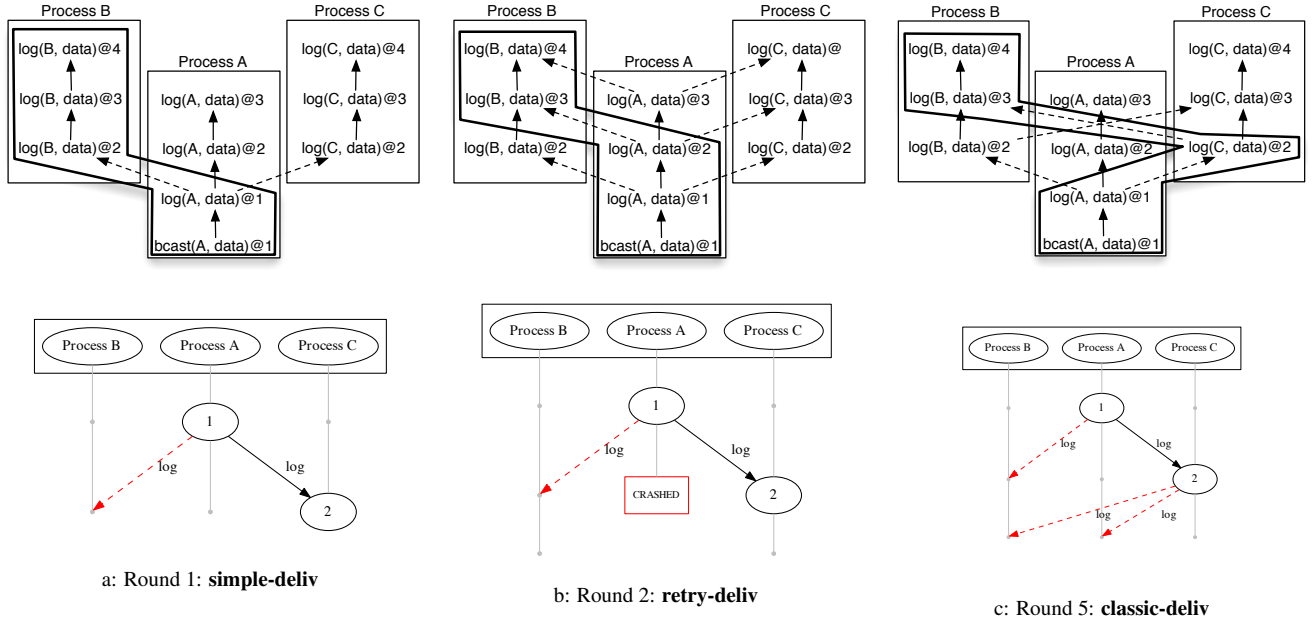 Process B
Process C
log(B, data)@4
log(C, data)@4
Process A
log(B, data)@3
log(A, data)@3
log(C, data)@3
log(B, data)@2
log(A, data)@2
log(C, data)@2
log(A, data)@1
bcast(A, data)@1
Process B
Process A
Process C
1
log
log
2
a: Round 1: simple-deliv
Process B
Process C
log(B, data)@4
log(C, data)@
Process A
log(B, data)@3
log(A, data)@3
log(C, data)@3
log(B, data)@2
log(A, data)@2
log(C, data)@2
log(A, data)@1
bcast(A, data)@1
Process B
Process A
Process C
1
log
log
CRASHED
2
b: Round 2: retry-deliv
Process B
Process C
log(B, data)@4
log(C, data)@4
Process A
log(B, data)@3
log(A, data)@3
log(C, data)@3
log(B, data)@2
log(A, data)@2
log(C, data)@2
log(A, data)@1
bcast(A, data)@1
Process B
Process A
Process C
1
log
log
2
log
log
c: Round 5: classic-deliv